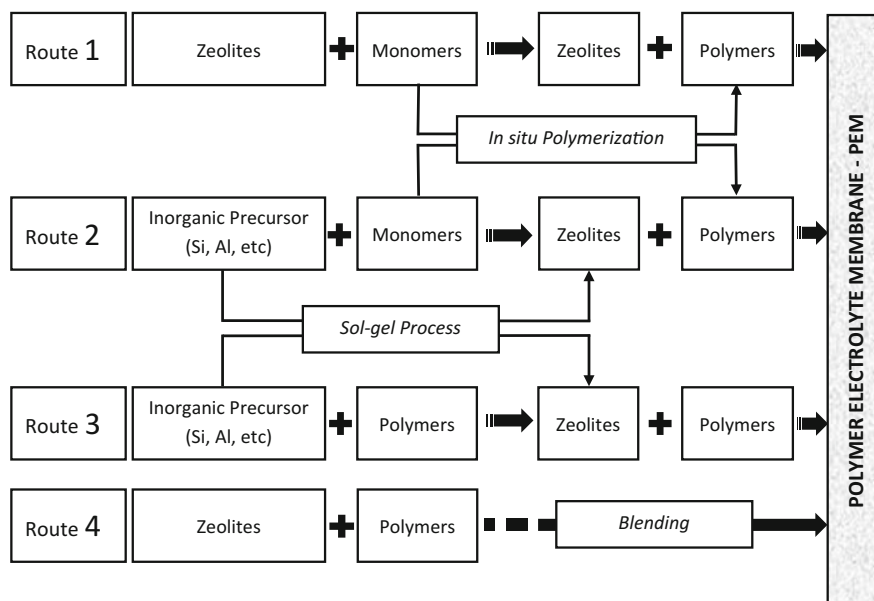 Route 1
Zeolites
Monomers
Zeolites
Polymers
In situ Polymerization
Route 2
Inorganic Precursor
(Si, Al, etc)
Monomers
Zeolites
Polymers
Sol-gel Process
Route 3
Inorganic Precursor
(Si, Al, etc)
Polymers
Zeolites
Polymers
Route 4
Zeolites
Polymers
Blending
POLYMER ELECTROLYTE MEMBRANE - PEM